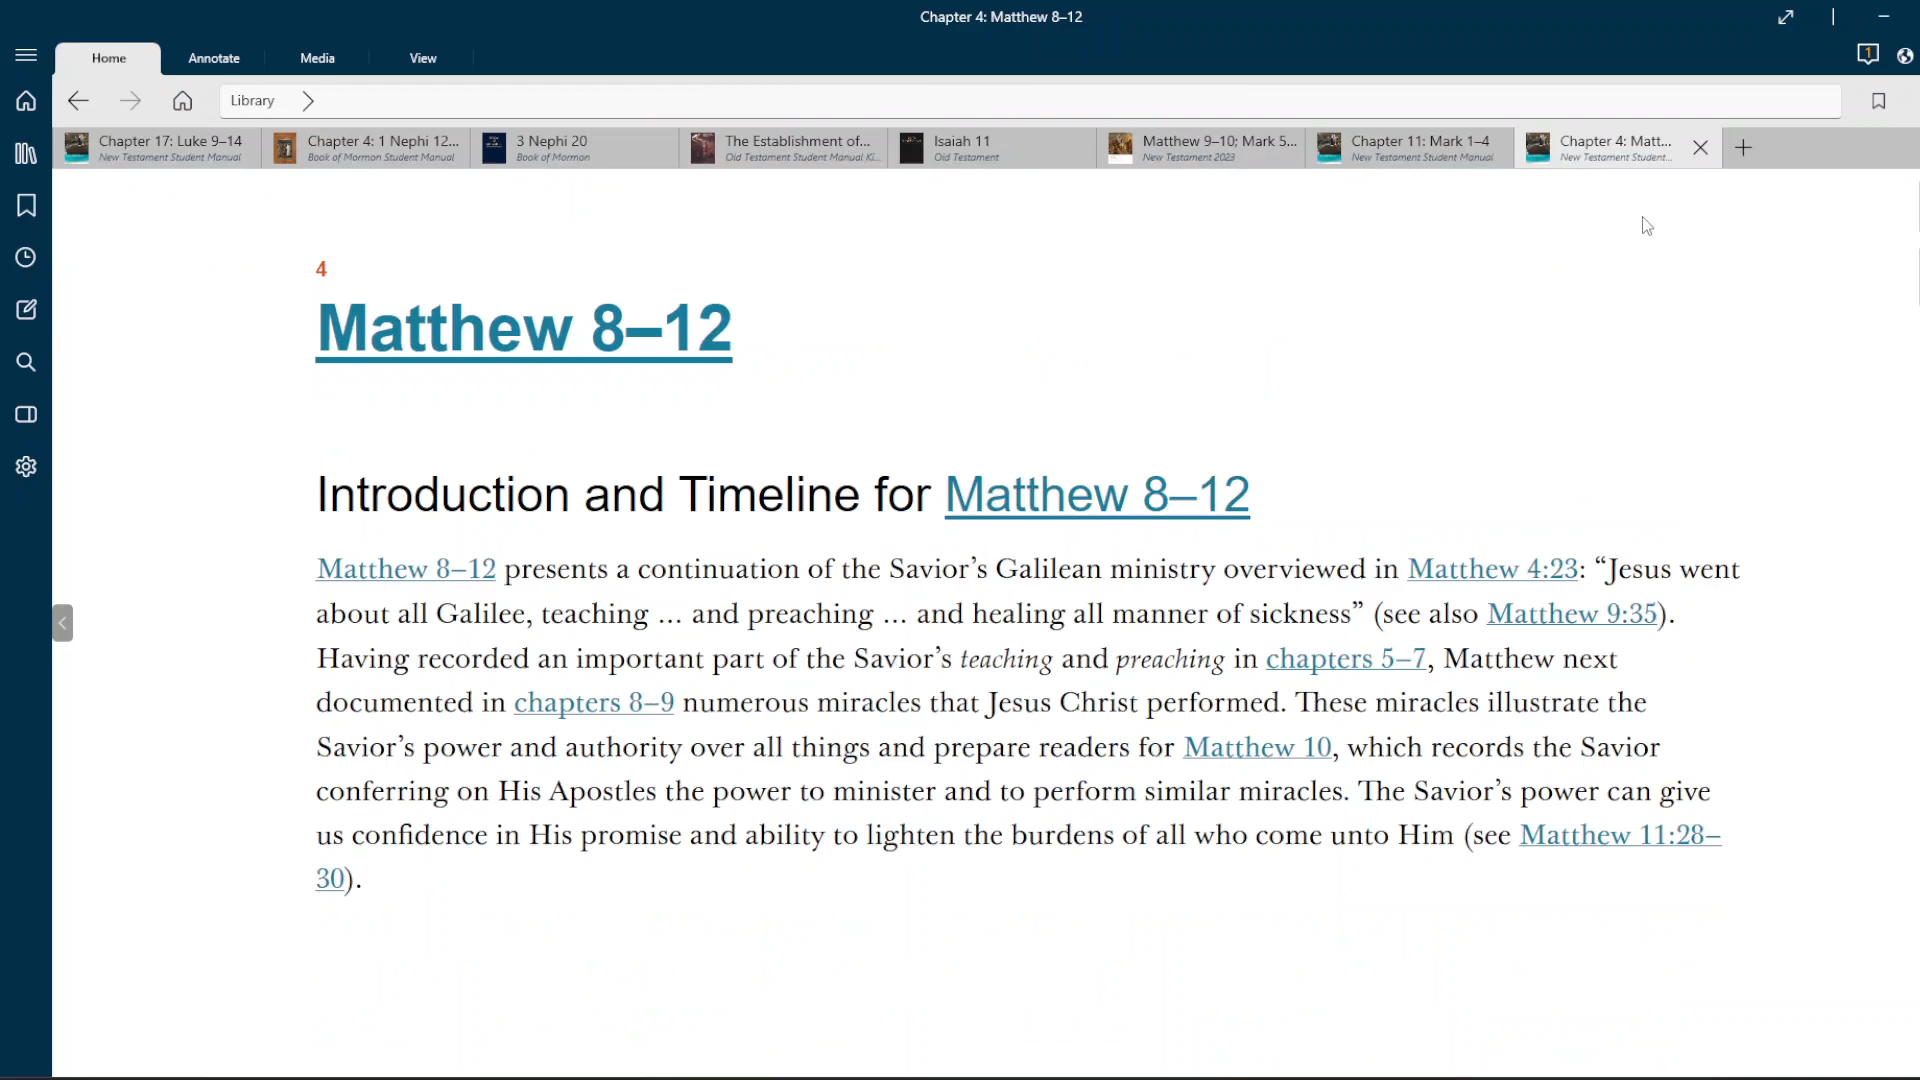 Chapter 4: Matthew 8–12
Home
Annotate
Media
View
1
Library
Chapter 17: Luke 9–14
New Testament Student Manual
Chapter 4: 1 Nephi 12...
Book of Mormon Student Manual
3 Nephi 20
Book of Mormon
The Establishment of...
Old Testament Student Manual Ki...
Isaiah 11
Old Testament
Matthew 9–10; Mark 5...
New Testament 2023
Chapter 11: Mark 1–4
New Testament Student Manual
Chapter 4: Matt...
New Testament Student...
4
Matthew 8–12
Introduction and Timeline for Matthew 8–12
Matthew 8–12 presents a continuation of the Savior’s Galilean ministry overviewed in Matthew 4:23: “Jesus went
about all Galilee, teaching … and preaching … and healing all manner of sickness” (see also Matthew 9:35).
Having recorded an important part of the Savior’s teaching and preaching in chapters 5–7, Matthew next
documented in chapters 8–9 numerous miracles that Jesus Christ performed. These miracles illustrate the
Savior’s power and authority over all things and prepare readers for Matthew 10, which records the Savior
conferring on His Apostles the power to minister and to perform similar miracles. The Savior’s power can give
us confidence in His promise and ability to lighten the burdens of all who come unto Him (see Matthew 11:28–
30).